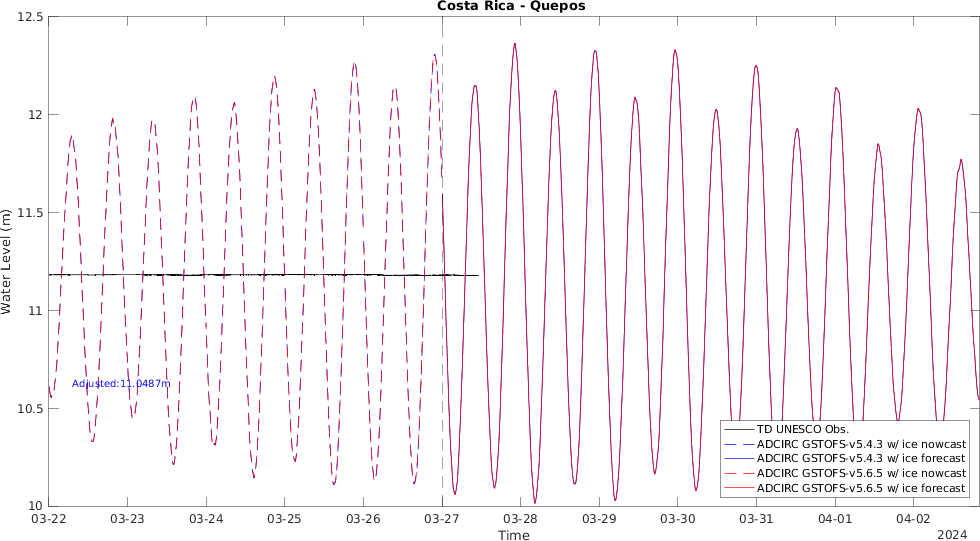 Costa Rica - Quepos
12.5
12
11.5
11
10.5
10
Water Level (m)
Adjusted:11.0487m
TD UNESCO Obs.
ADCIRC GSTOFS-v5.4.3 w/ ice nowcast
ADCIRC GSTOFS-v5.4.3 w/ ice forecast
ADCIRC GSTOFS-v5.6.5 w/ ice nowcast
ADCIRC GSTOFS-v5.6.5 w/ ice forecast
03-22 03-23 03-24 03-25 03-26 03-27 03-28 03-29 03-30 03-31 04-01 04-02
Time
2024